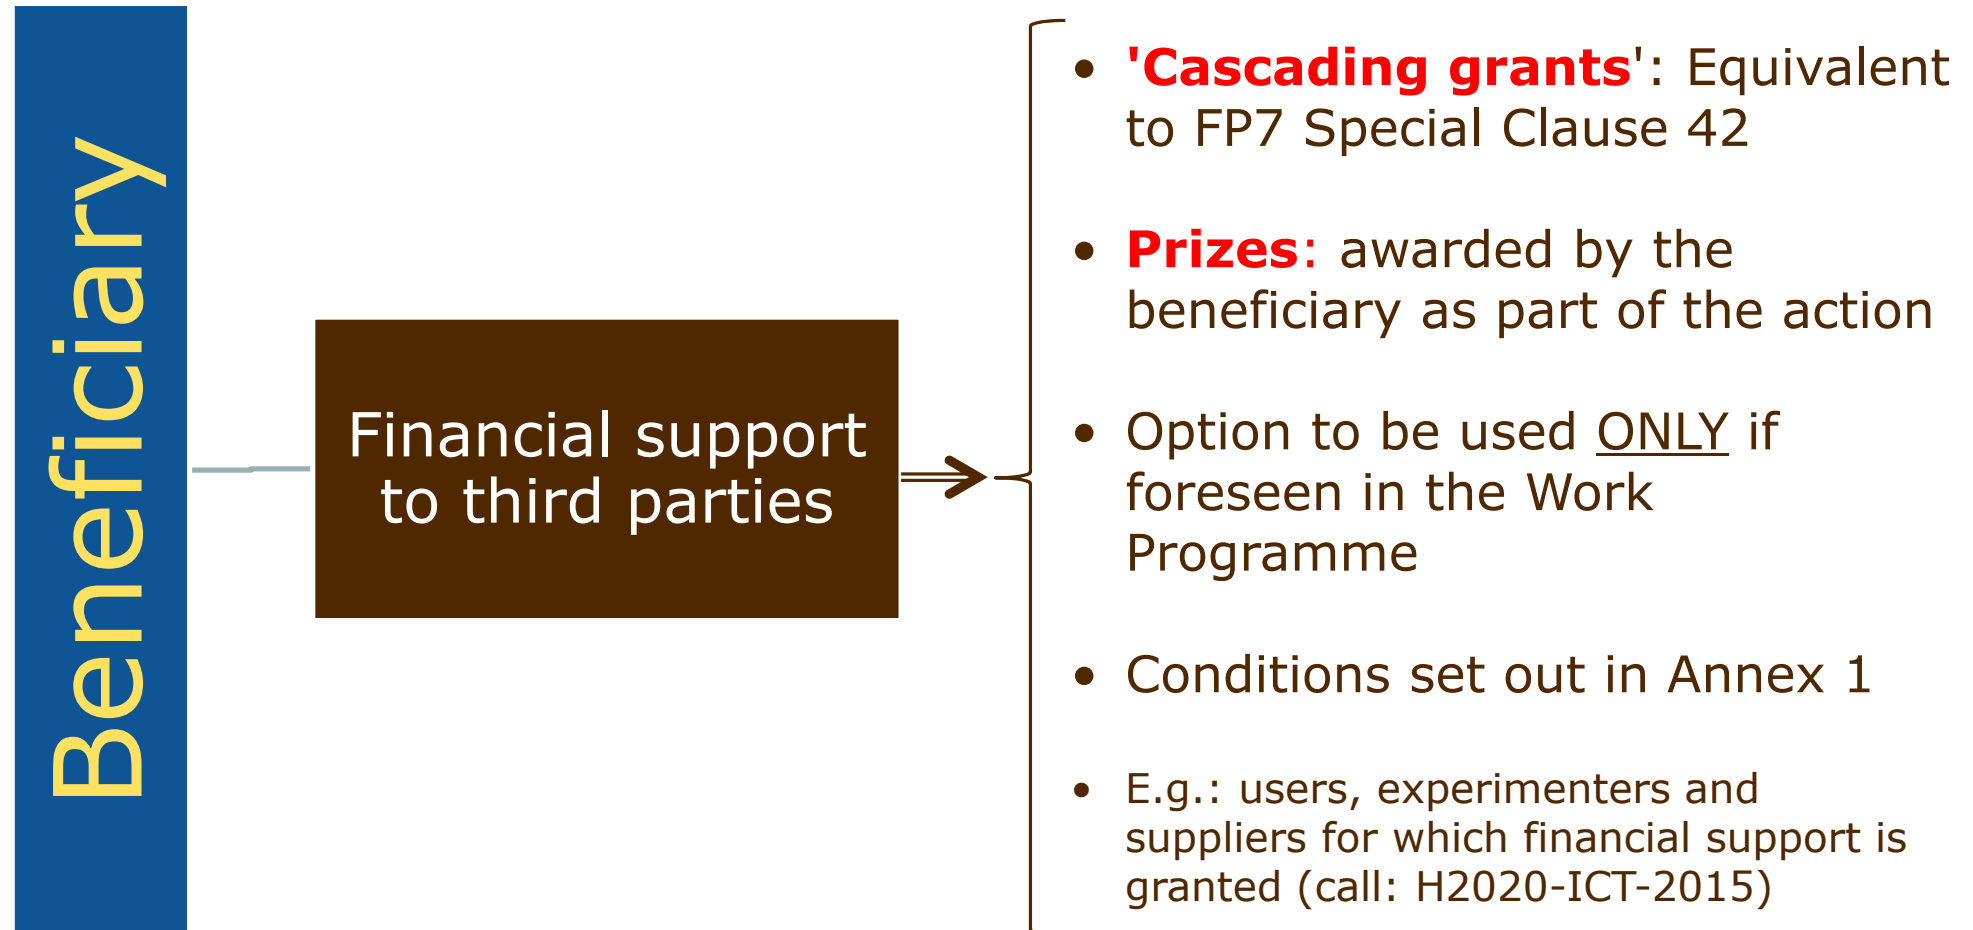 Beneficiary
Financial support
to third parties
• 'Cascading grants': Equivalent
to FP7 Special Clause 42
• Prizes: awarded by the
beneficiary as part of the action
• Option to be used ONLY if
foreseen in the Work
Programme
• Conditions set out in Annex 1
• E.g.: users, experimenters and
suppliers for which financial support is
granted (call: H2020-ICT-2015)